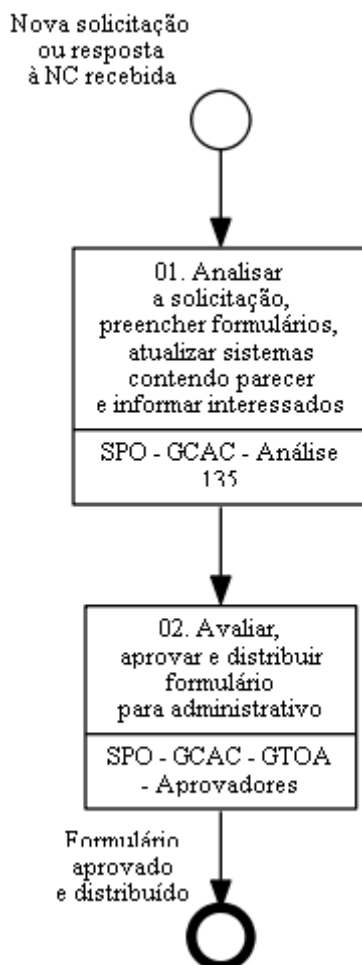 Nova solicitação
ou resposta
à NC recebida
01. Analisar
a solicitação,
preencher formulários,
atualizar sistemas
contendo parecer
e informar interessados
SPO - GCAC - Análise
135
02. Avaliar,
aprovar e distribuir
formulário
para administrativo
SPO - GCAC - GTOA
- Aprovadores
Formulário
aprovado
e distribuído